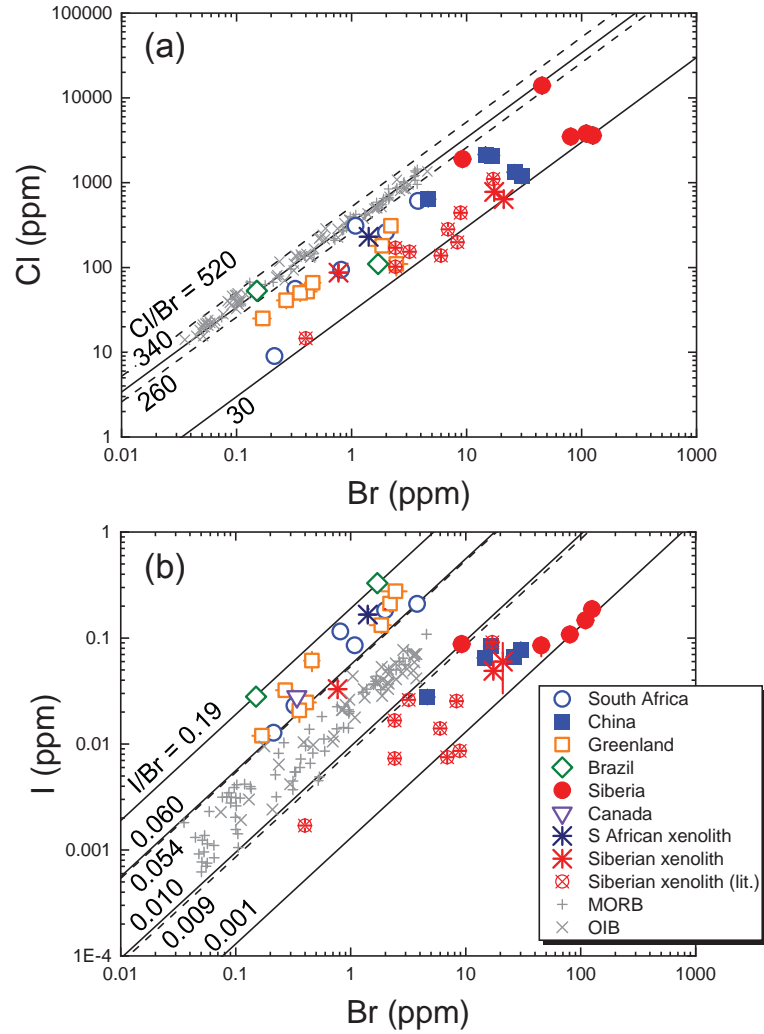 (a)
100000
10000
1000
100
10
1
Cl (ppm)
Cl/Br = 520
340
260
30
0.01 0.1 1 10 100 1000
Br (ppm)
(b)
1
0.1
0.01
0.001
1E-4
I (ppm)
I/Br = 0.19
0.060
0.054
0.010
0.009
0.001
South Africa
China
Greenland
Brazil
Siberia
Canada
S African xenolith
Siberian xenolith
Siberian xenolith (lit.)
MORB
OIB
0.01 0.1 1 10 100 1000
Br (ppm)